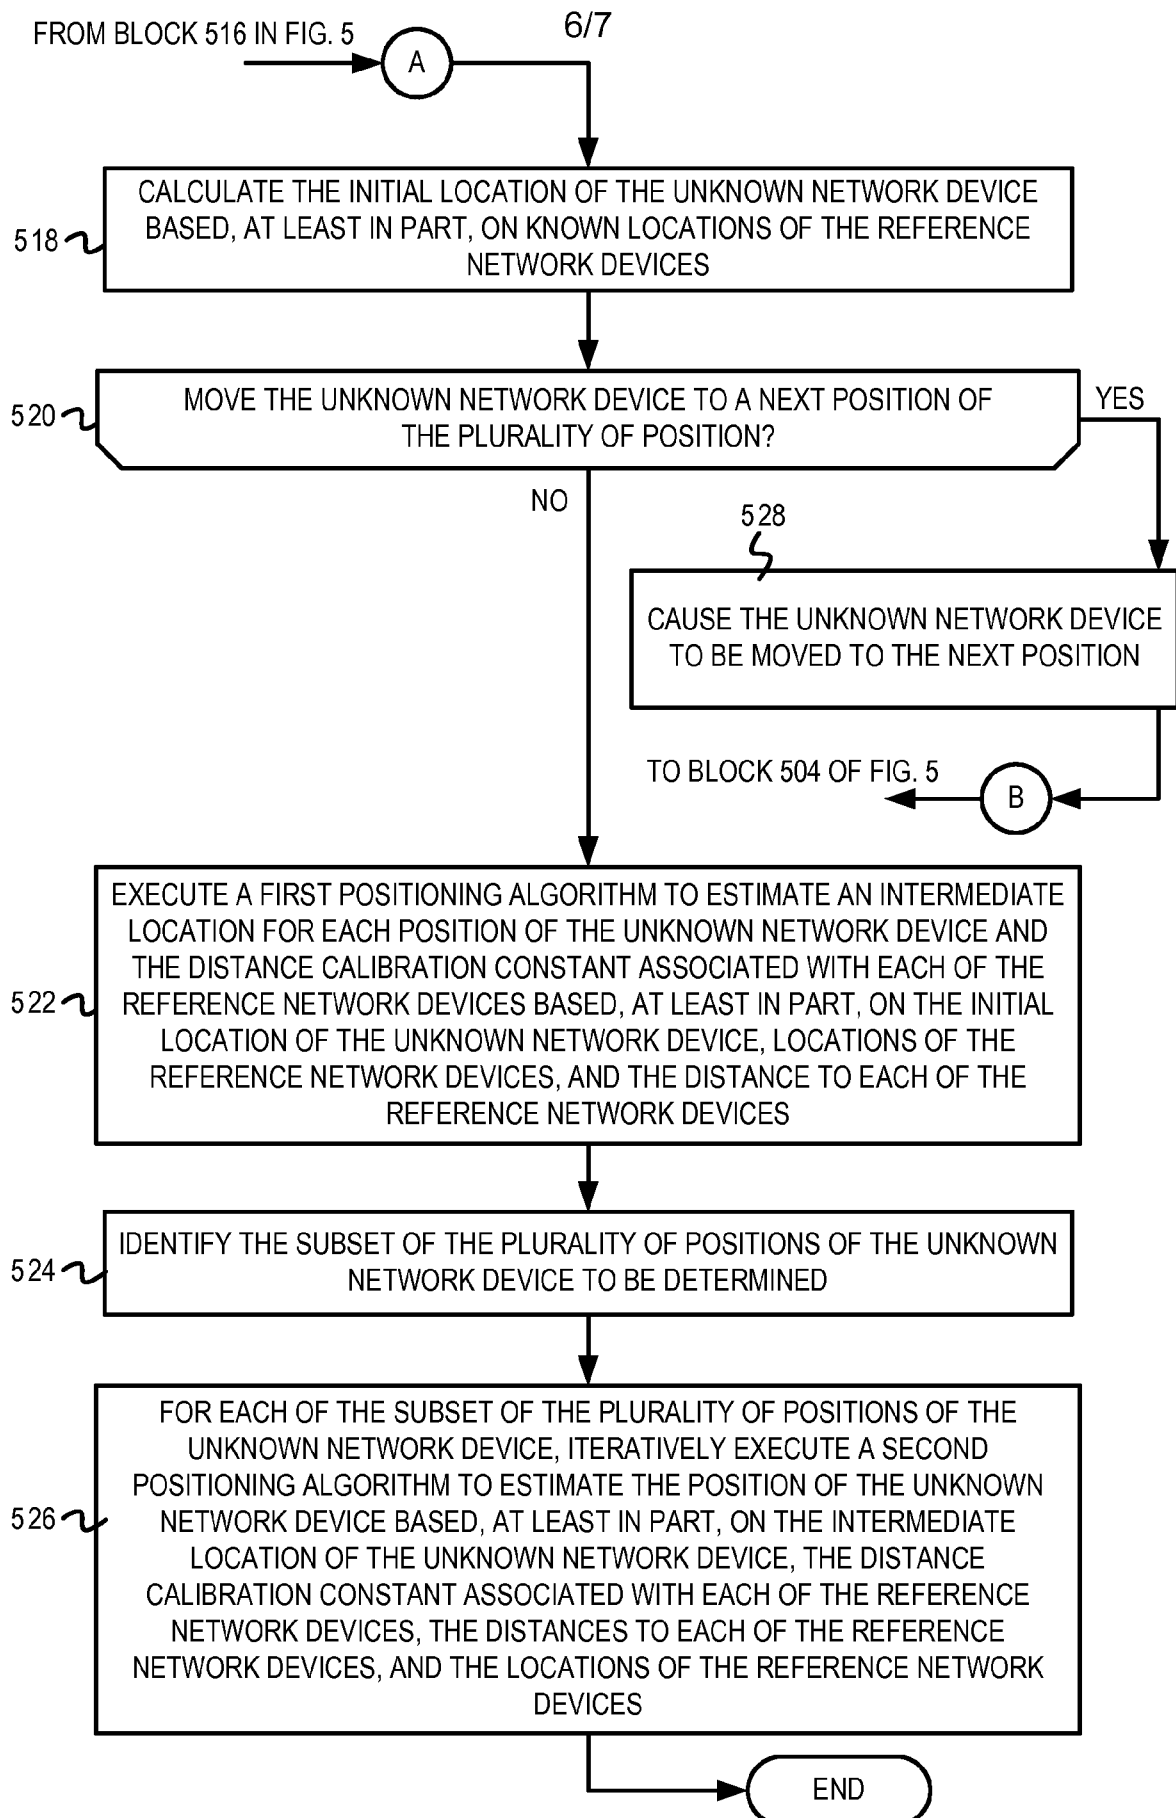 6/7
FROM BLOCK 516 IN FIG. 5
A
CALCULATE THE INITIAL LOCATION OF THE UNKNOWN NETWORK DEVICE
BASED, AT LEAST IN PART, ON KNOWN LOCATIONS OF THE REFERENCE
NETWORK DEVICES
518
MOVE THE UNKNOWN NETWORK DEVICE TO A NEXT POSITION OF
THE PLURALITY OF POSITION?
520
YES
NO
528
CAUSE THE UNKNOWN NETWORK DEVICE
TO BE MOVED TO THE NEXT POSITION
TO BLOCK 504 OF FIG. 5
B
EXECUTE A FIRST POSITIONING ALGORITHM TO ESTIMATE AN INTERMEDIATE
LOCATION FOR EACH POSITION OF THE UNKNOWN NETWORK DEVICE AND
THE DISTANCE CALIBRATION CONSTANT ASSOCIATED WITH EACH OF THE
REFERENCE NETWORK DEVICES BASED, AT LEAST IN PART, ON THE INITIAL
LOCATION OF THE UNKNOWN NETWORK DEVICE, LOCATIONS OF THE
REFERENCE NETWORK DEVICES, AND THE DISTANCE TO EACH OF THE
REFERENCE NETWORK DEVICES
522
IDENTIFY THE SUBSET OF THE PLURALITY OF POSITIONS OF THE UNKNOWN
NETWORK DEVICE TO BE DETERMINED
524
FOR EACH OF THE SUBSET OF THE PLURALITY OF POSITIONS OF THE
UNKNOWN NETWORK DEVICE, ITERATIVELY EXECUTE A SECOND
POSITIONING ALGORITHM TO ESTIMATE THE POSITION OF THE UNKNOWN
NETWORK DEVICE BASED, AT LEAST IN PART, ON THE INTERMEDIATE
LOCATION OF THE UNKNOWN NETWORK DEVICE, THE DISTANCE
CALIBRATION CONSTANT ASSOCIATED WITH EACH OF THE REFERENCE
NETWORK DEVICES, THE DISTANCES TO EACH OF THE REFERENCE
NETWORK DEVICES, AND THE LOCATIONS OF THE REFERENCE NETWORK
DEVICES
526
END